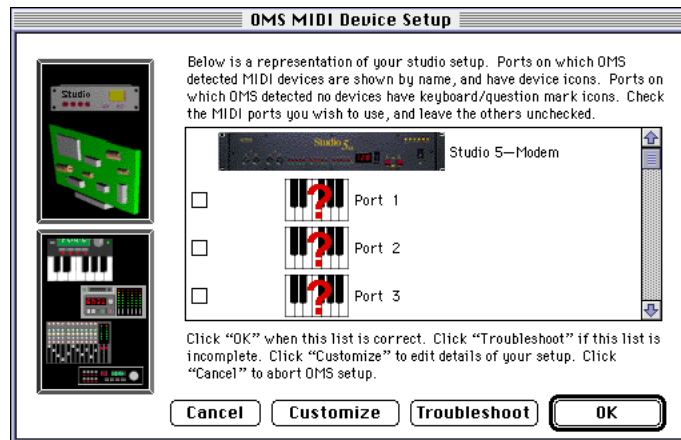 OMS MIDI Device Setup
Below is a representation of your studio setup. Ports on which OMS
detected MIDI devices are shown by name, and have device icons. Ports on
which OMS detected no devices have keyboard/question mark icons. Check
the MIDI ports you wish to use, and leave the others unchecked.
Studio
Studio 5
Studio 5—Modem
? Port 1
? Port 2
? Port 3
Click “OK” when this list is correct. Click “Troubleshoot” if this list is
incomplete. Click “Customize” to edit details of your setup. Click
“Cancel” to abort OMS setup.
Cancel Customize Troubleshoot OK